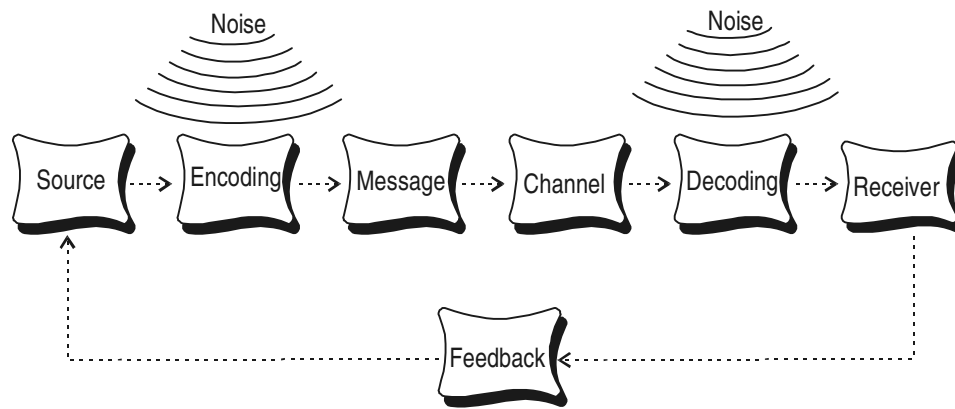 Noise
Noise
Source
Encoding
Message
Channel
Decoding
Receiver
Feedback